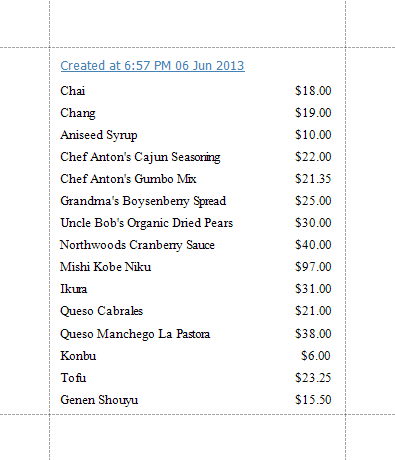 Created at 6:57 PM 06 Jun 2013
Chai $18.00
Chang $19.00
Aniseed Syrup $10.00
Chef Anton's Cajun Seasoning $22.00
Chef Anton's Gumbo Mix $21.35
Grandma's Boysenberry Spread $25.00
Uncle Bob's Organic Dried Pears $30.00
Northwoods Cranberry Sauce $40.00
Mishi Kobe Niku $97.00
Ikura $31.00
Queso Cabrales $21.00
Queso Manchego La Pastora $38.00
Konbu $6.00
Tofu $23.25
Genen Shouyu $15.50